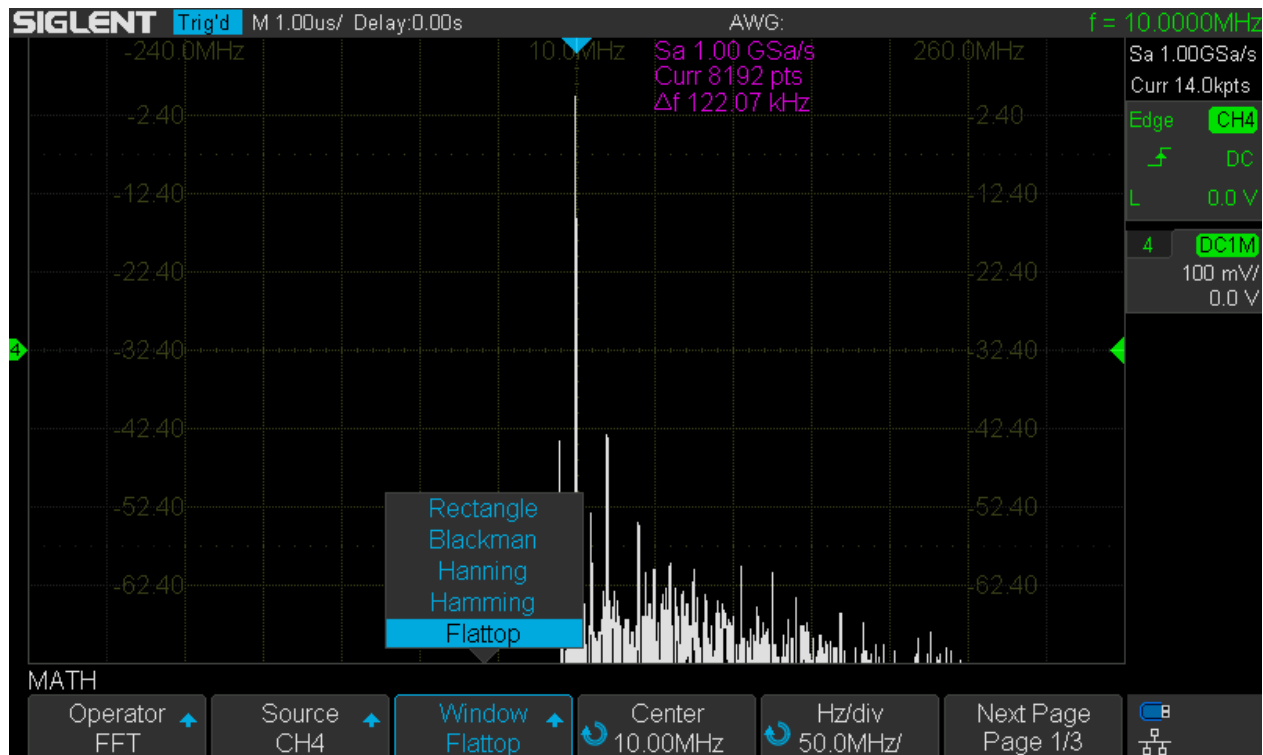 SIGLENT Trig'd M 1.00us/ Delay:0.00s AWG: f = 10.0000MHz
-240.0MHz 10.0MHz Sa 1.00 GSa/s 260.0MHz
Curr 8192 pts
Δf 122.07 kHz
Sa 1.00GSa/s
Curr 14.0kpts
Edge CH4
DC
L 0.0 V
4 DC1M
100 mV/
0.0 V
-2.40 -2.40
-12.40 -12.40
-22.40 -22.40
4
-32.40 -32.40
-42.40 -42.40
-52.40 -52.40
-62.40 -62.40
Rectangle
Blackman
Hanning
Hamming
Flattop
MATH
Operator
FFT
Source
CH4
Window
Flattop
Center
10.00MHz
Hz/div
50.0MHz/
Next Page
Page 1/3